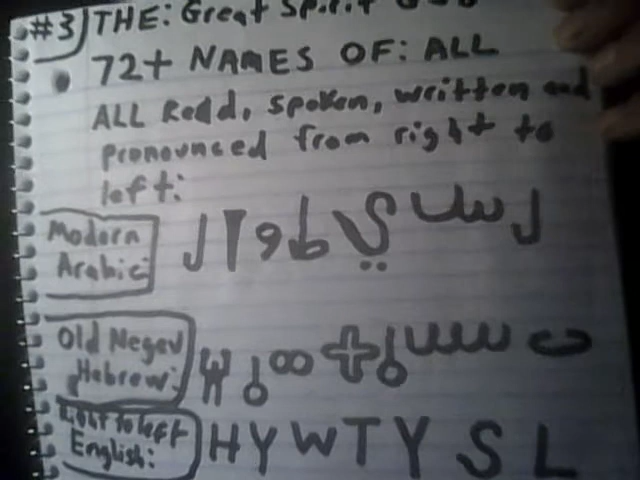 #3) THE: Great Spirit
72+ NAMES OF: ALL
ALL Read, spoken, written and
pronounced from right to
left:
Modern
Arabic:
ل س ي ط و ا ل
Old Negev
Hebrew:
Right to left
English:
H Y W T Y S L